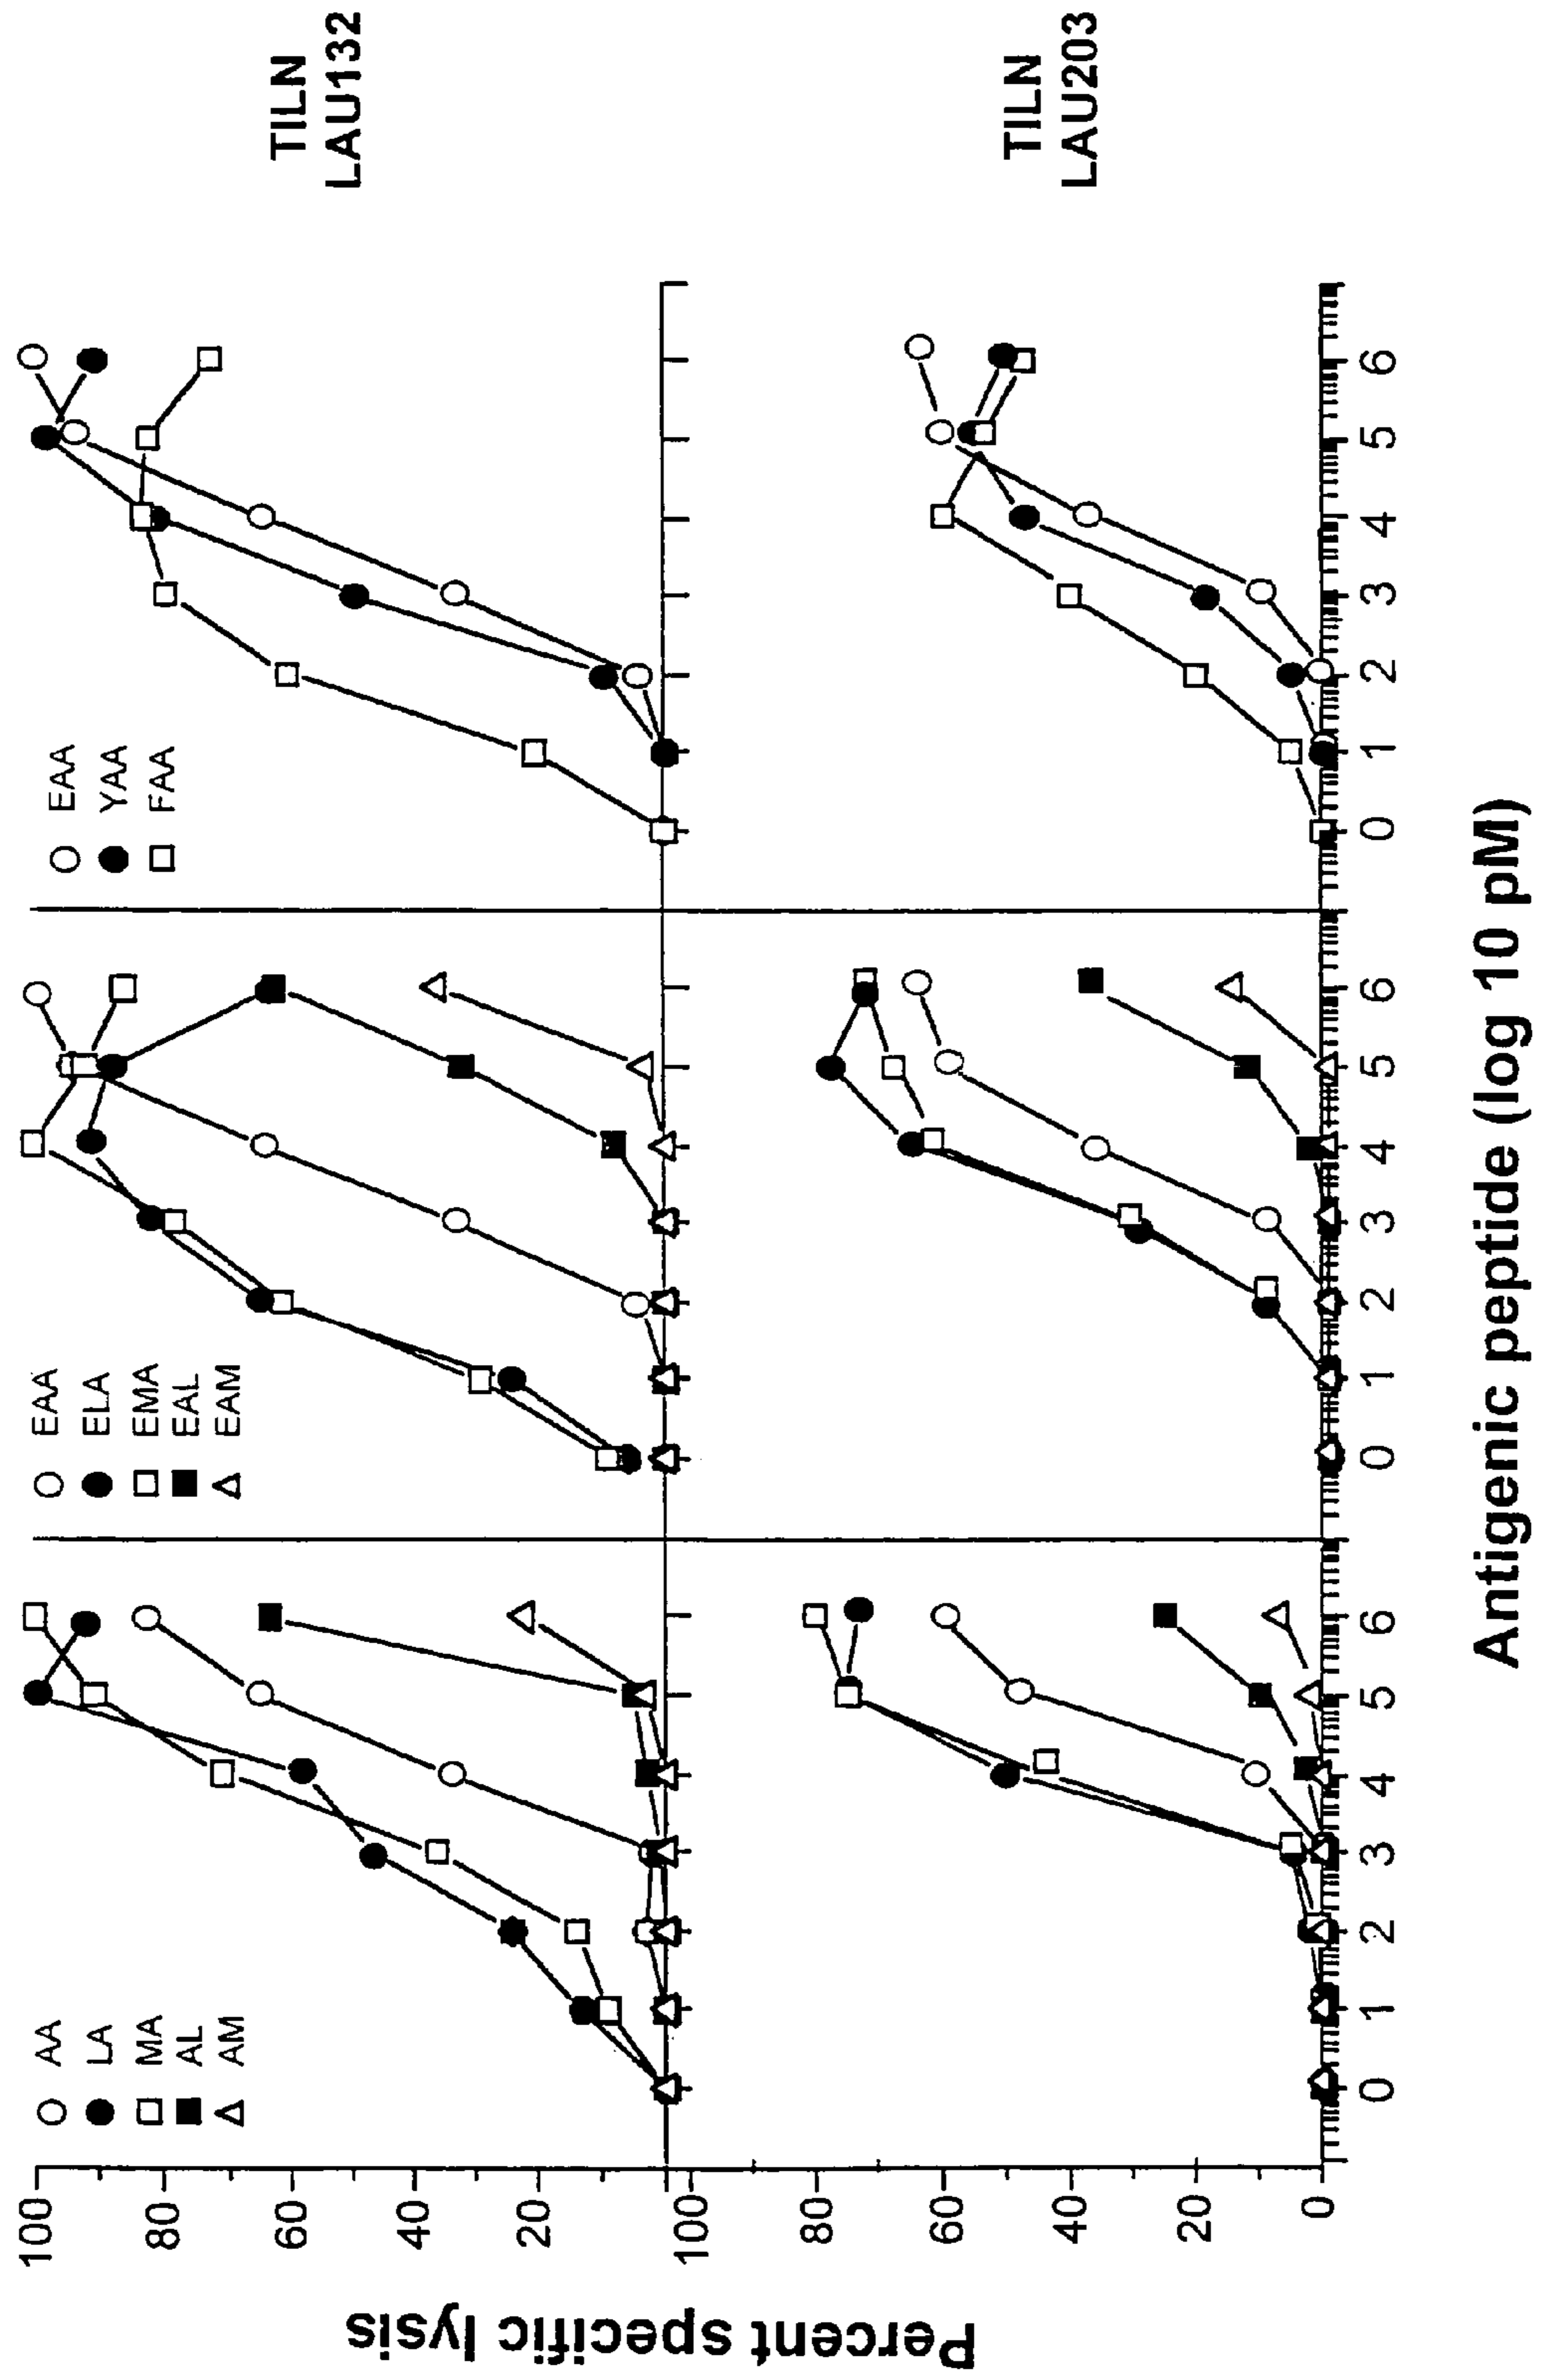 Percent specific lysis
100
80
60
40
20
100
80
60
40
20
0
AA
LA
MA
AL
AM
EAA
ELA
EMA
EAL
EAM
EAA
YAA
FAA
TILN
LAU132
TILN
LAU203
0 1 2 3 4 5 6
0 1 2 3 4 5 6
0 1 2 3 4 5 6
Antigenic peptide (log 10 pM)